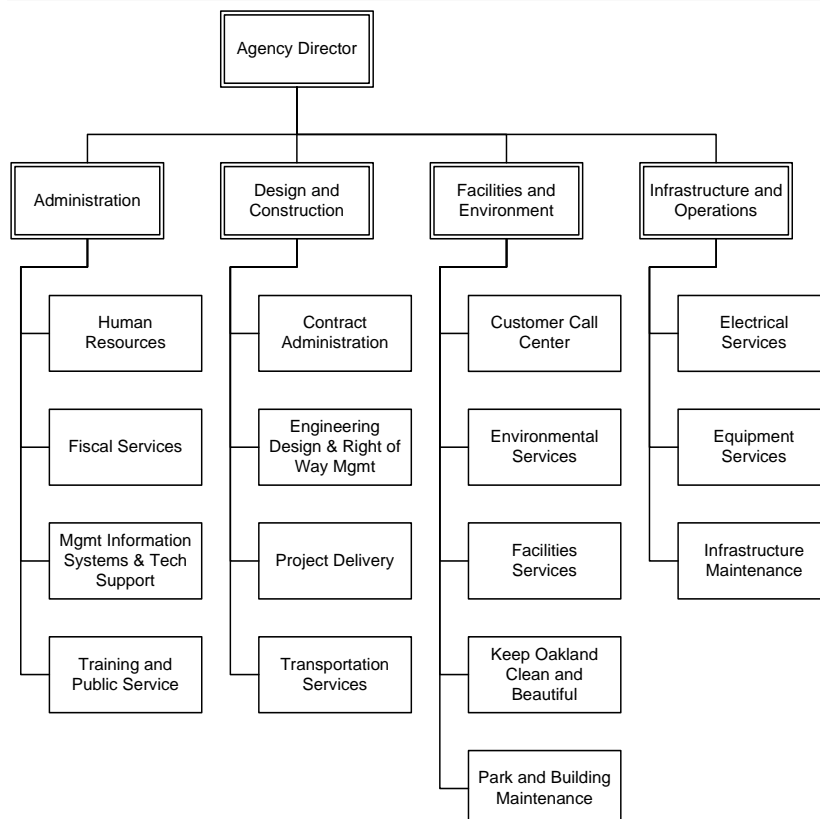 Agency Director
Administration
Design and
Construction
Facilities and
Environment
Infrastructure and
Operations
Human
Resources
Fiscal Services
Mgmt Information
Systems & Tech
Support
Training and
Public Service
Contract
Administration
Engineering
Design & Right of
Way Mgmt
Project Delivery
Transportation
Services
Customer Call
Center
Environmental
Services
Facilities
Services
Keep Oakland
Clean and
Beautiful
Park and Building
Maintenance
Electrical
Services
Equipment
Services
Infrastructure
Maintenance